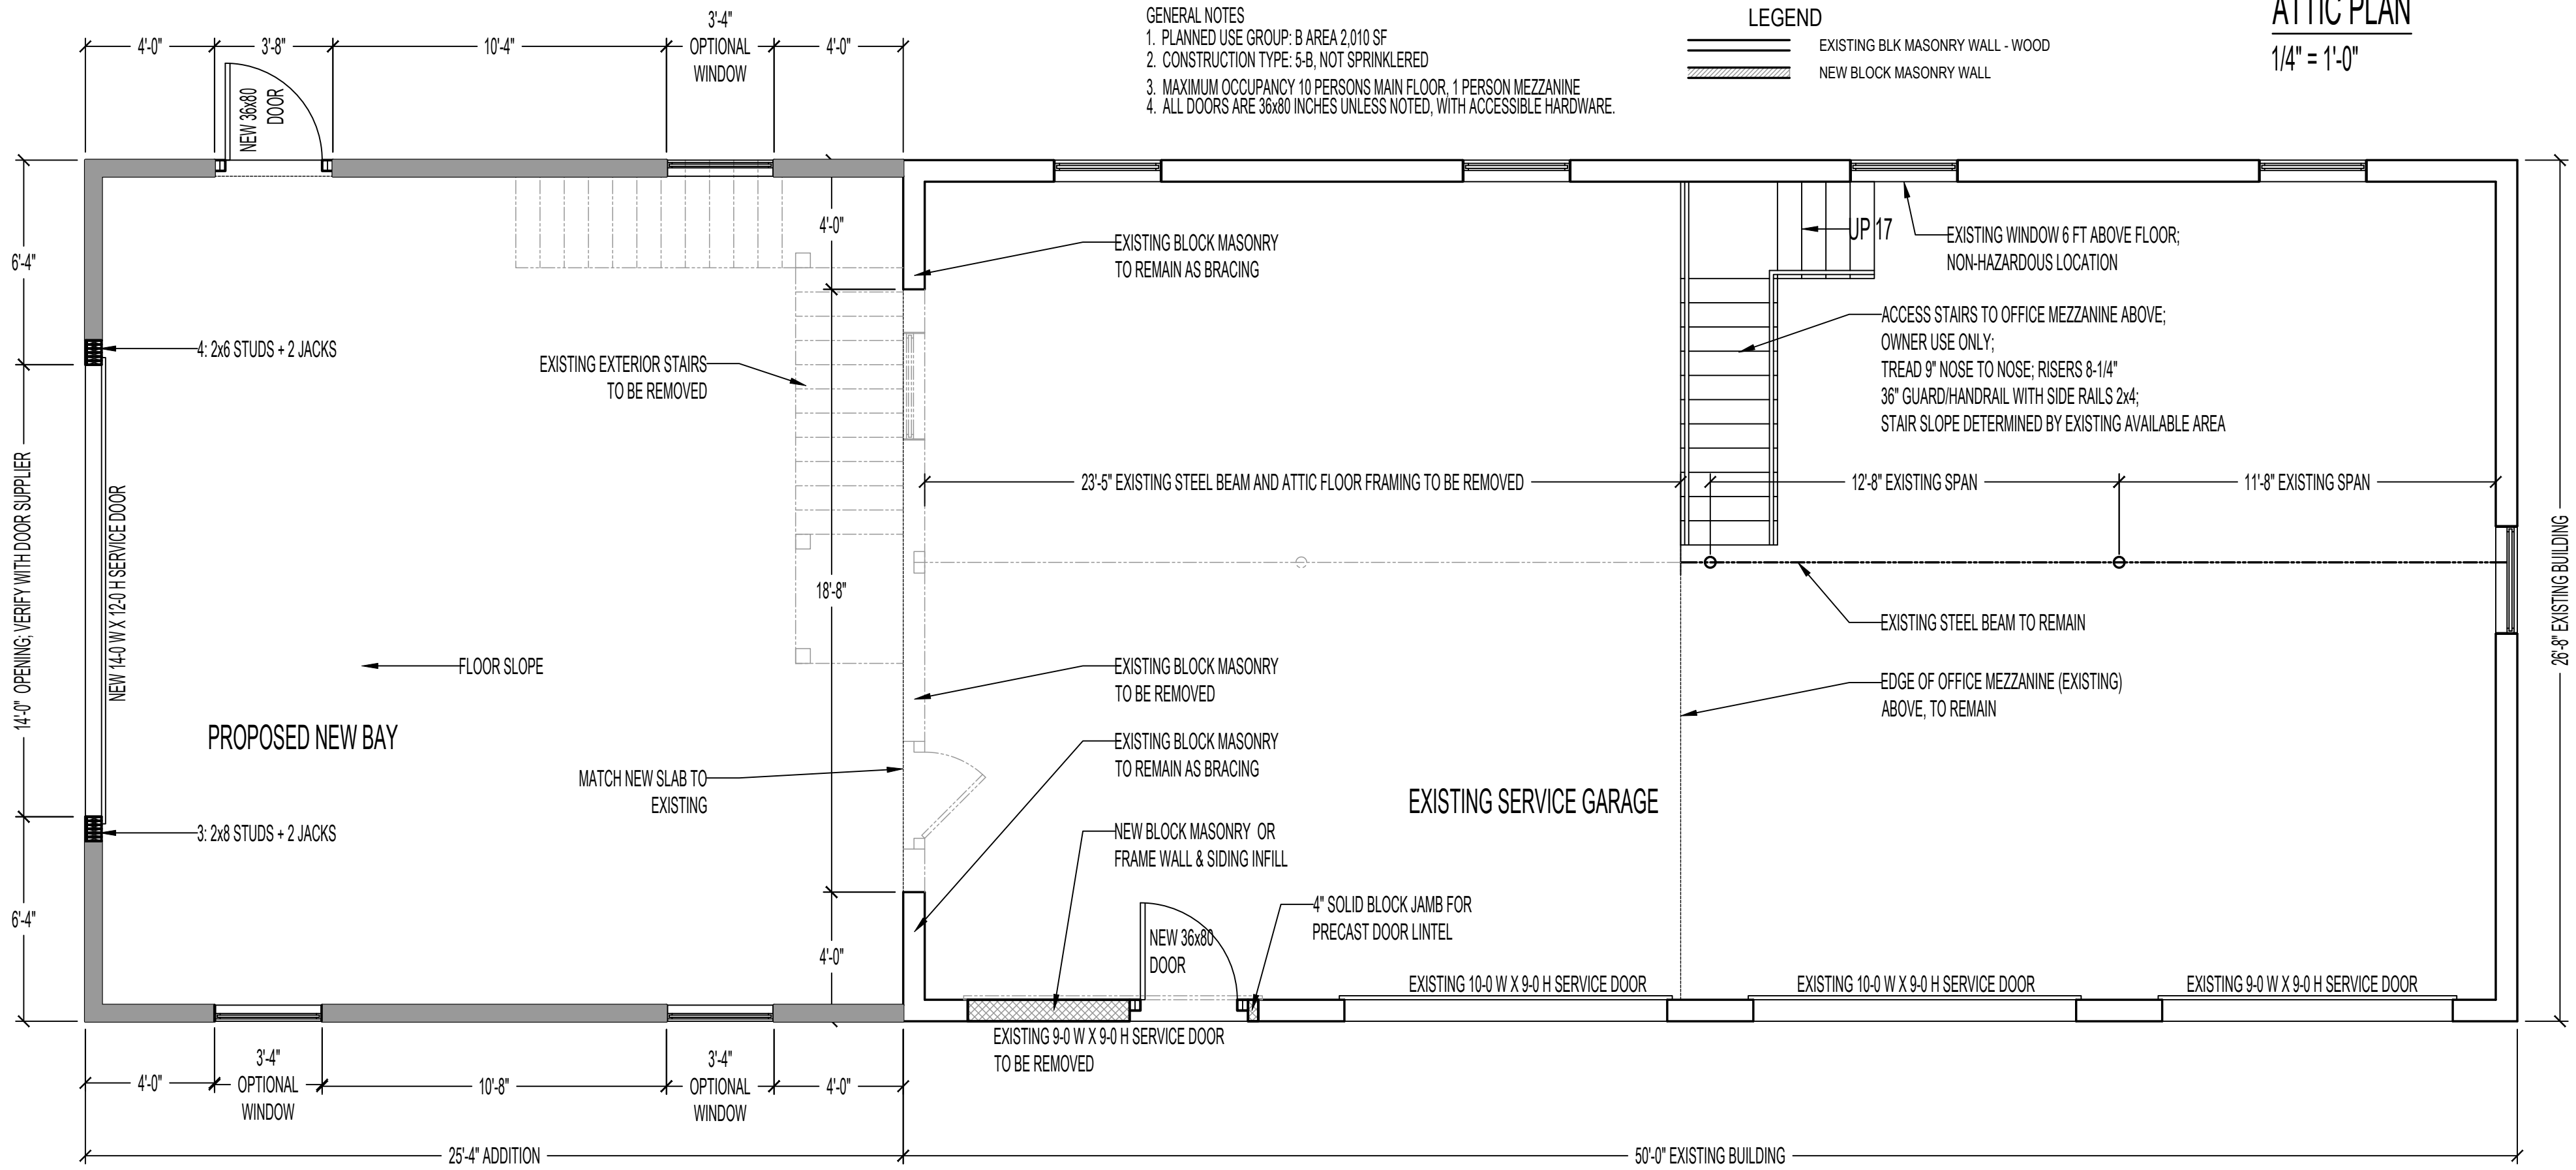 GENERAL NOTES
1. PLANNED USE GROUP: B AREA 2,010 SF
2. CONSTRUCTION TYPE: 5-B, NOT SPRINKLERED
3. MAXIMUM OCCUPANCY 10 PERSONS MAIN FLOOR, 1 PERSON MEZZANINE
4. ALL DOORS ARE 36x80 INCHES UNLESS NOTED, WITH ACCESSIBLE HARDWARE.
LEGEND
EXISTING BLK MASONRY WALL - WOOD
NEW BLOCK MASONRY WALL
ATTIC PLAN
1/4" = 1'-0"
4'-0"
3'-8"
10'-4"
3'-4"
OPTIONAL
WINDOW
4'-0"
NEW 36x80
DOOR
6'-4"
14'-0" OPENING; VERIFY WITH DOOR SUPPLIER
6'-4"
NEW 14-0 W X 12-0 H SERVICE DOOR
4: 2x6 STUDS + 2 JACKS
3: 2x8 STUDS + 2 JACKS
EXISTING EXTERIOR STAIRS
TO BE REMOVED
FLOOR SLOPE
PROPOSED NEW BAY
MATCH NEW SLAB TO
EXISTING
4'-0"
18'-8"
4'-0"
EXISTING BLOCK MASONRY
TO REMAIN AS BRACING
23'-5" EXISTING STEEL BEAM AND ATTIC FLOOR FRAMING TO BE REMOVED
EXISTING BLOCK MASONRY
TO BE REMOVED
EXISTING BLOCK MASONRY
TO REMAIN AS BRACING
NEW BLOCK MASONRY OR
FRAME WALL & SIDING INFILL
NEW 36x80
DOOR
4" SOLID BLOCK JAMB FOR
PRECAST DOOR LINTEL
EXISTING SERVICE GARAGE
UP 17
EXISTING WINDOW 6 FT ABOVE FLOOR;
NON-HAZARDOUS LOCATION
ACCESS STAIRS TO OFFICE MEZZANINE ABOVE;
OWNER USE ONLY;
TREAD 9" NOSE TO NOSE; RISERS 8-1/4"
36" GUARD/HANDRAIL WITH SIDE RAILS 2x4;
STAIR SLOPE DETERMINED BY EXISTING AVAILABLE AREA
12'-8" EXISTING SPAN
11'-8" EXISTING SPAN
EXISTING STEEL BEAM TO REMAIN
EDGE OF OFFICE MEZZANINE (EXISTING)
ABOVE, TO REMAIN
26'-8" EXISTING BUILDING
EXISTING 10-0 W X 9-0 H SERVICE DOOR
EXISTING 10-0 W X 9-0 H SERVICE DOOR
EXISTING 9-0 W X 9-0 H SERVICE DOOR
EXISTING 9-0 W X 9-0 H SERVICE DOOR
TO BE REMOVED
4'-0"
3'-4"
OPTIONAL
WINDOW
10'-8"
3'-4"
OPTIONAL
WINDOW
4'-0"
25'-4" ADDITION
50'-0" EXISTING BUILDING